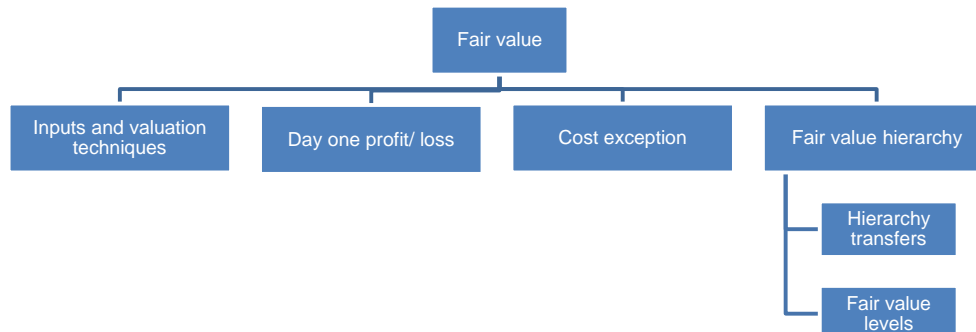 Fair value
Inputs and valuation
techniques
Day one profit/ loss
Cost exception
Fair value hierarchy
Hierarchy
transfers
Fair value
levels